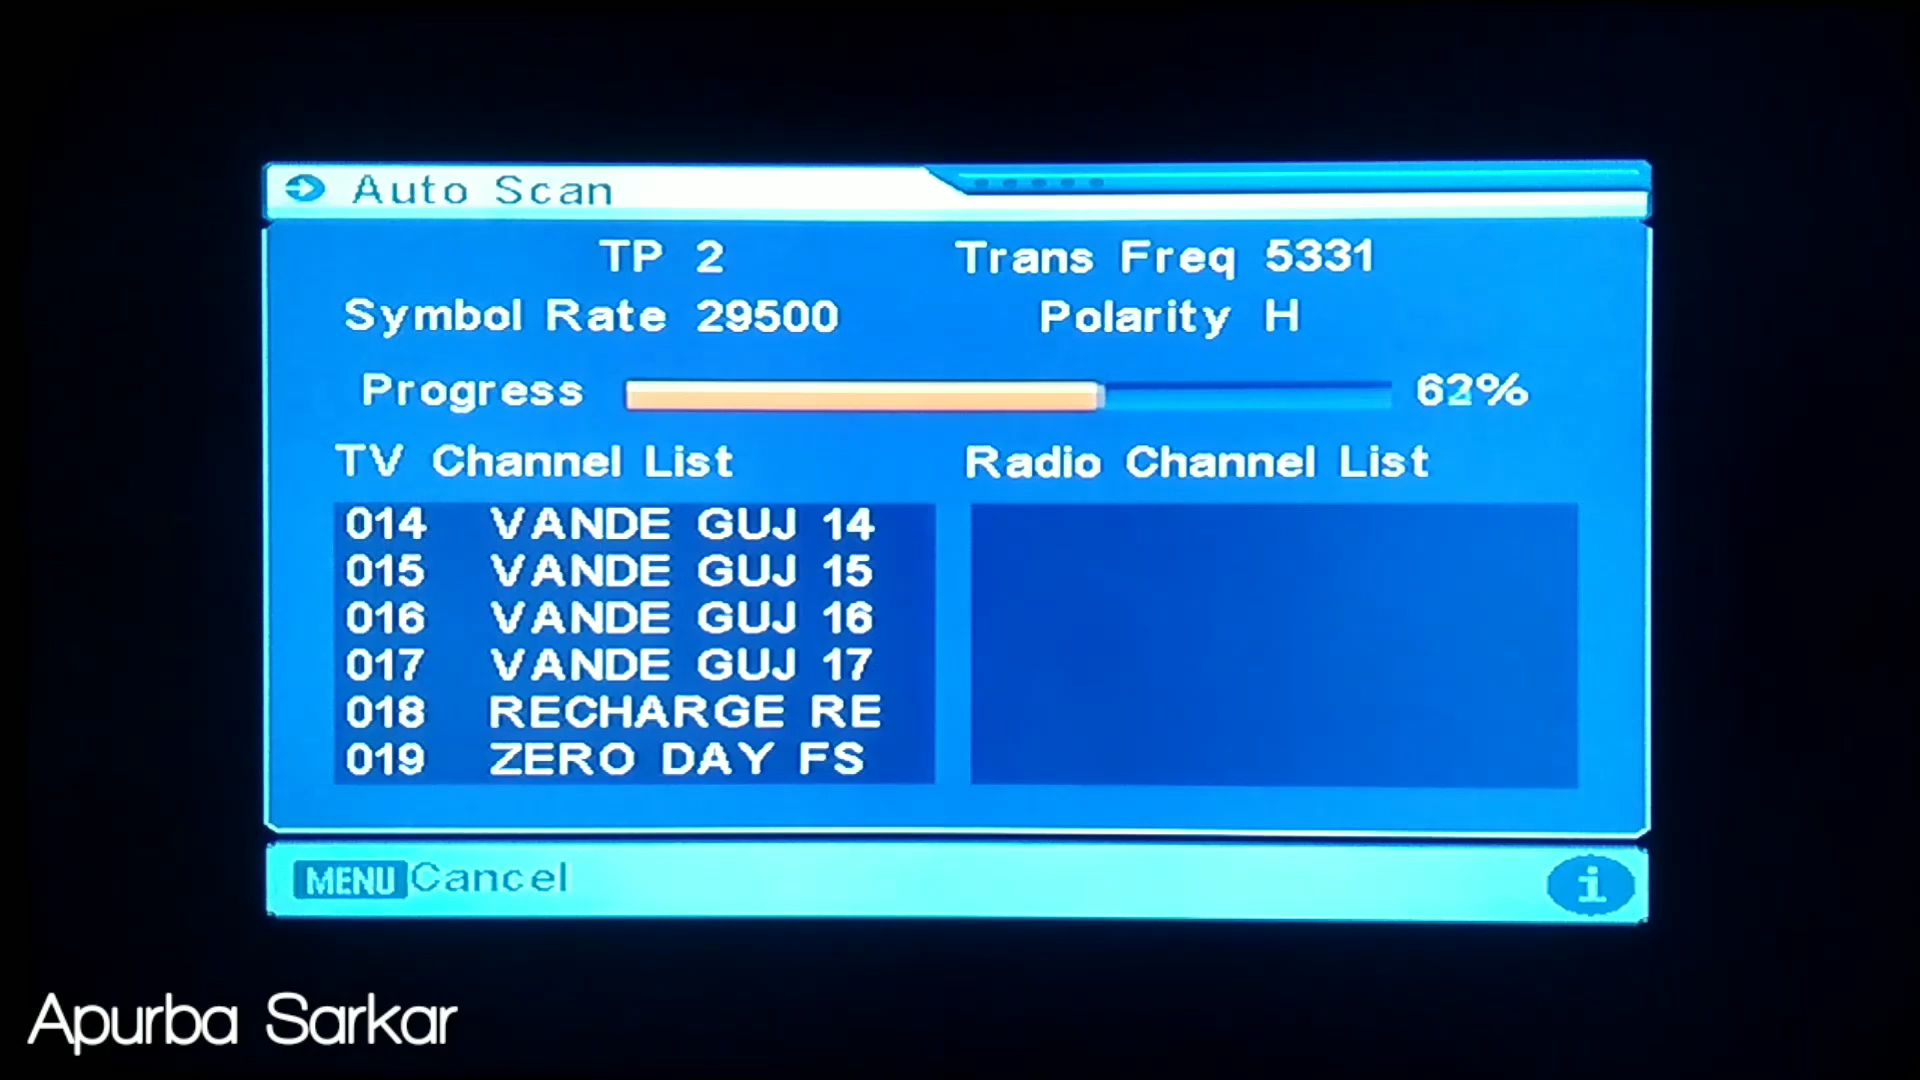 Auto Scan
TP 2 Trans Freq 5331
Symbol Rate 29500 Polarity H
Progress 62%
TV Channel List Radio Channel List
014 VANDE GUJ 14
015 VANDE GUJ 15
016 VANDE GUJ 16
017 VANDE GUJ 17
018 RECHARGE RE
019 ZERO DAY FS
MENU Cancel i
Apurba Sarkar